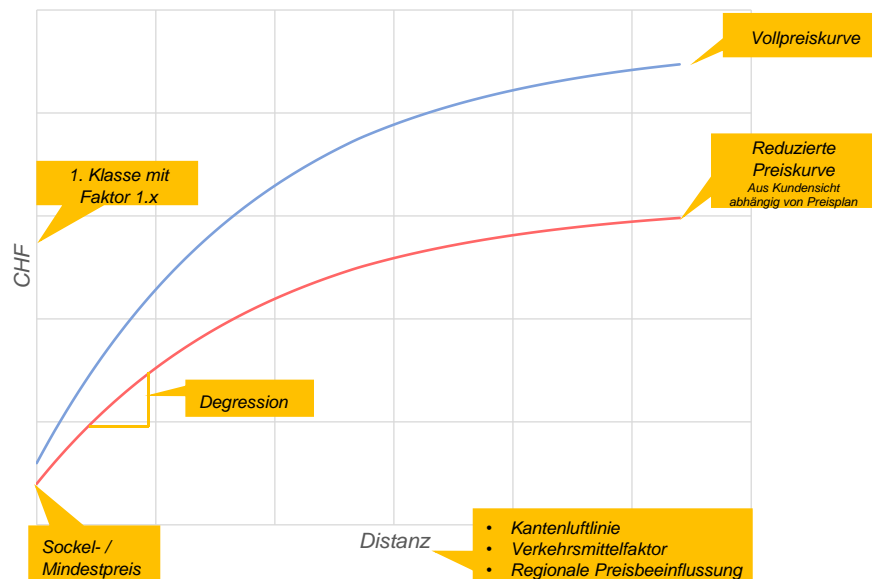 Vollpreiskurve
Reduzierte
Preiskurve
Aus Kundensicht
abhängig von Preisplan
1. Klasse mit
Faktor 1.x
CHF
Degression
Sockel- /
Mindestpreis
Distanz
• Kantenluftlinie
• Verkehrsmittelfaktor
• Regionale Preisbeeinflussung